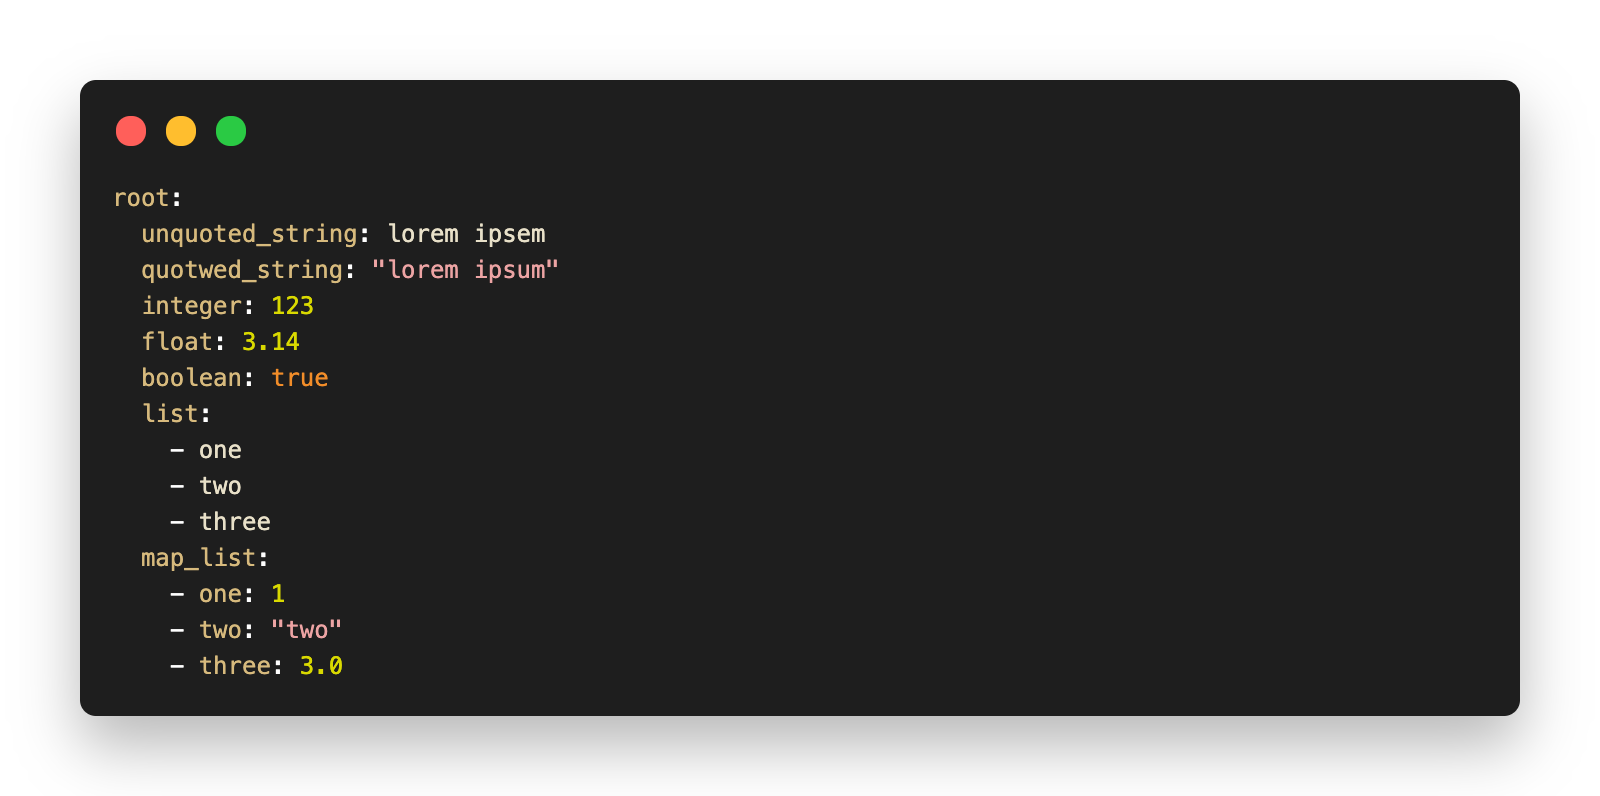 root:
  unquoted_string: lorem ipsem
  quotwed_string: "lorem ipsum"
  integer: 123
  float: 3.14
  boolean: true
  list:
    - one
    - two
    - three
  map_list:
    - one: 1
    - two: "two"
    - three: 3.0